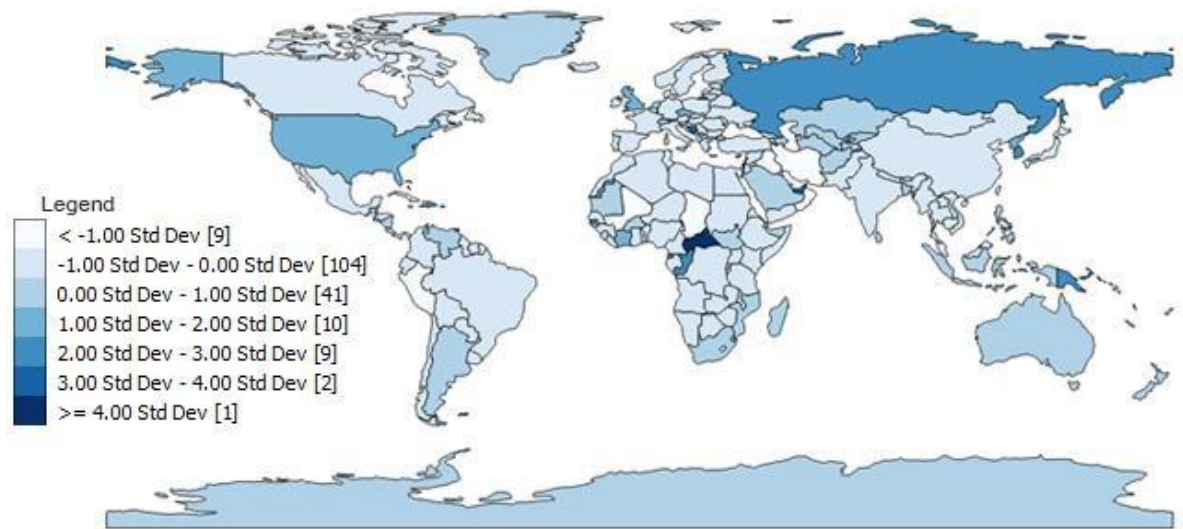 Legend
< -1.00 Std Dev [9]
-1.00 Std Dev - 0.00 Std Dev [104]
0.00 Std Dev - 1.00 Std Dev [41]
1.00 Std Dev - 2.00 Std Dev [10]
2.00 Std Dev - 3.00 Std Dev [9]
3.00 Std Dev - 4.00 Std Dev [2]
>= 4.00 Std Dev [1]